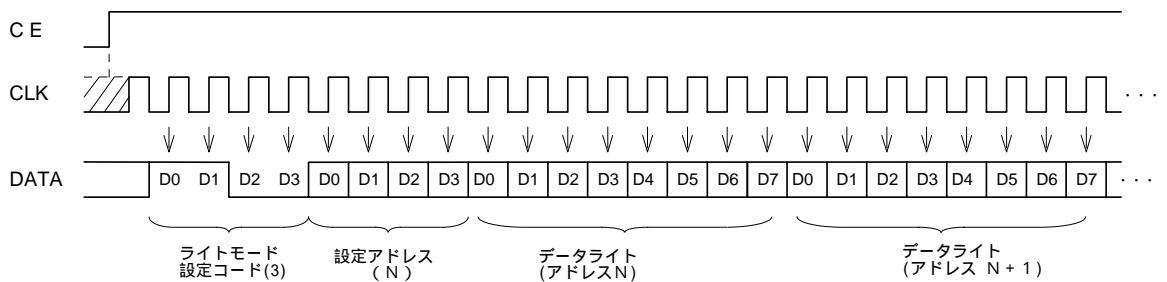 C E
CLK
· · ·
DATA D0 D1 D2 D3 D0 D1 D2 D3 D0 D1 D2 D3 D4 D5 D6 D7 D0 D1 D2 D3 D4 D5 D6 D7 · · ·
ライトモード
設定コード(3)
設定アドレス
( N )
データライト
(アドレスN)
データライト
(アドレス N + 1 )